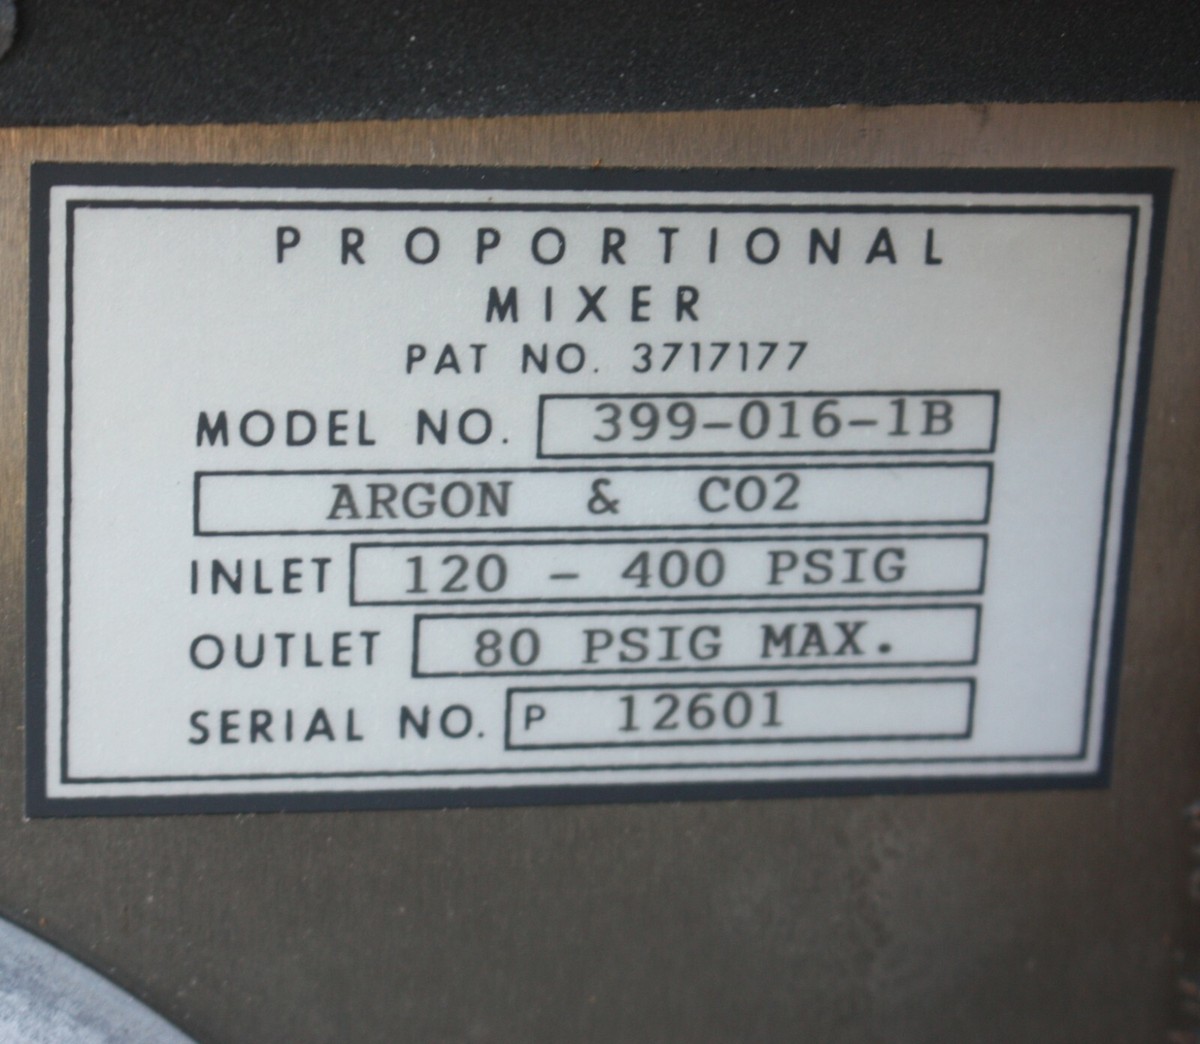 PROPORTIONAL
MIXER
PAT NO. 3717177
MODEL NO. 399-016-1B
ARGON & CO2
INLET 120 - 400 PSIG
OUTLET 80 PSIG MAX.
SERIAL NO. P 12601